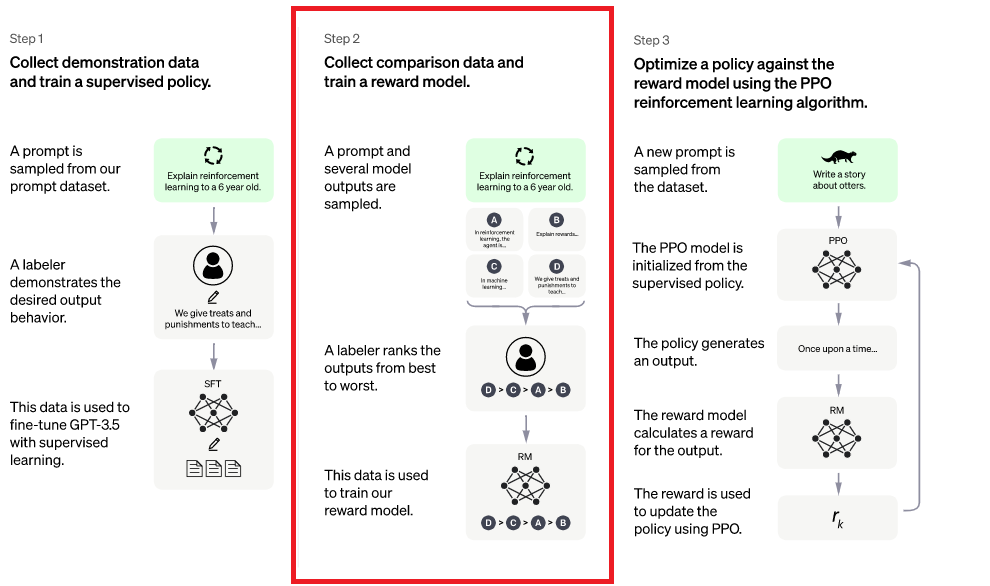 Step 1
Collect demonstration data
and train a supervised policy.
A prompt is
sampled from our
prompt dataset.
Explain reinforcement
learning to a 6 year old.
A labeler
demonstrates the
desired output
behavior.
We give treats and
punishments to teach...
This data is used to
fine-tune GPT-3.5
with supervised
learning.
SFT
Step 2
Collect comparison data and
train a reward model.
A prompt and
several model
outputs are
sampled.
Explain reinforcement
learning to a 6 year old.
A
In reinforcement
learning, the
agent is...
B
Explain rewards...
C
In machine
learning...
D
We give treats and
punishments to
teach...
A labeler ranks the
outputs from best
to worst.
D > C > A > B
This data is used
to train our
reward model.
RM
D > C > A > B
Step 3
Optimize a policy against the
reward model using the PPO
reinforcement learning algorithm.
A new prompt is
sampled from
the dataset.
Write a story
about otters.
The PPO model is
initialized from the
supervised policy.
PPO
The policy generates
an output.
Once upon a time...
The reward model
calculates a reward
for the output.
RM
The reward is used
to update the
policy using PPO.
rk